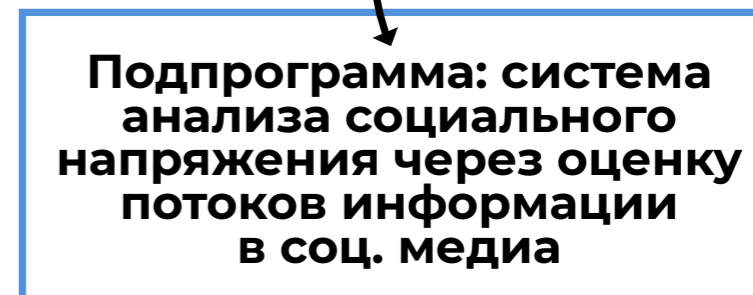 Подпрограмма: система
анализа социального
напряжения через оценку
потоков информации
в соц. медиа